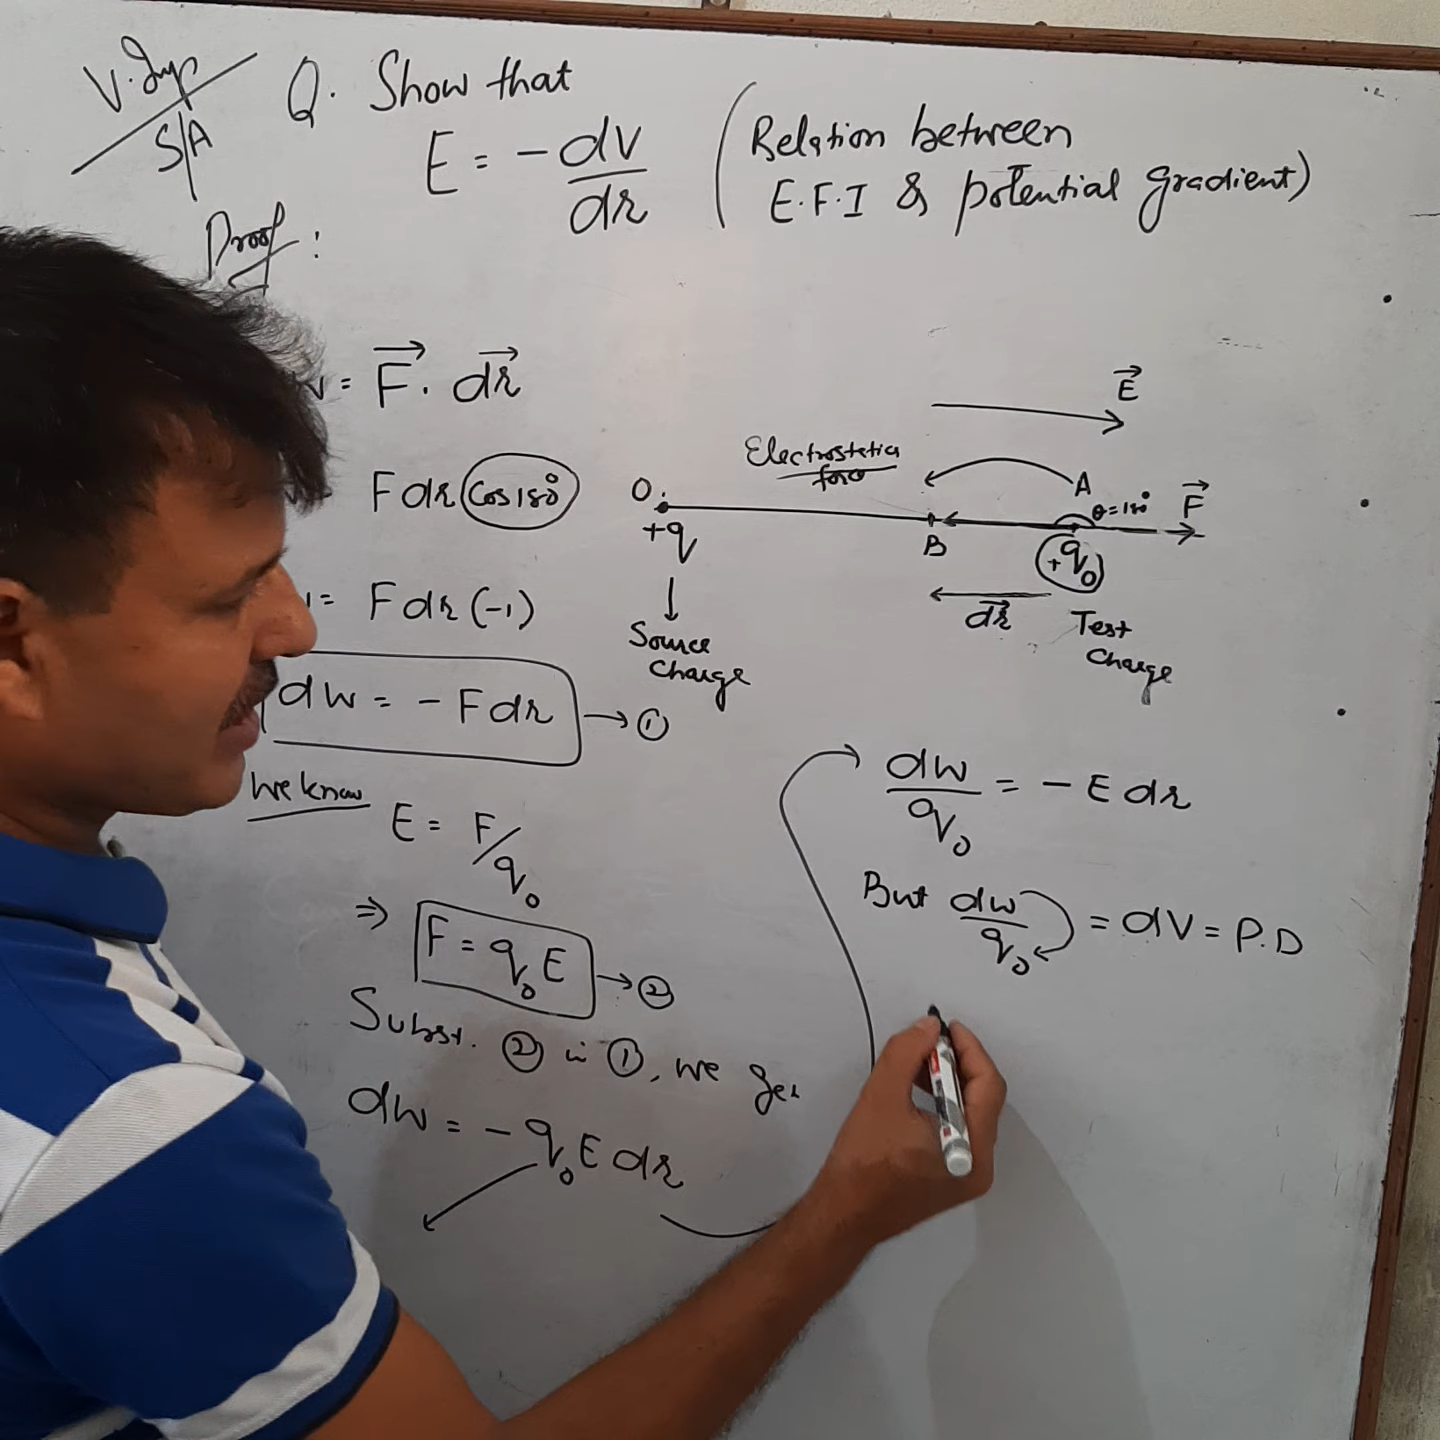 V. Imp
S/A
Q. Show that
E = - dV/dr
(Relation between
E.F.I & potential gradient)
Proof :
= F⃗ . dr⃗
F dr cos 180°
= F dr (-1)
dw = - F dr → ①
We know
E = F/q₀
⇒ F = q₀ E → ②
Subst. ② in ①, we get
dw = - q₀ E dr
E⃗
Electrostatic
force
O.
A
θ = 180°
F⃗
+q
B
+q₀
dr⃗
Source
Charge
Test
Charge
dw/q₀ = - E dr
But dw/q₀ = dV = P.D